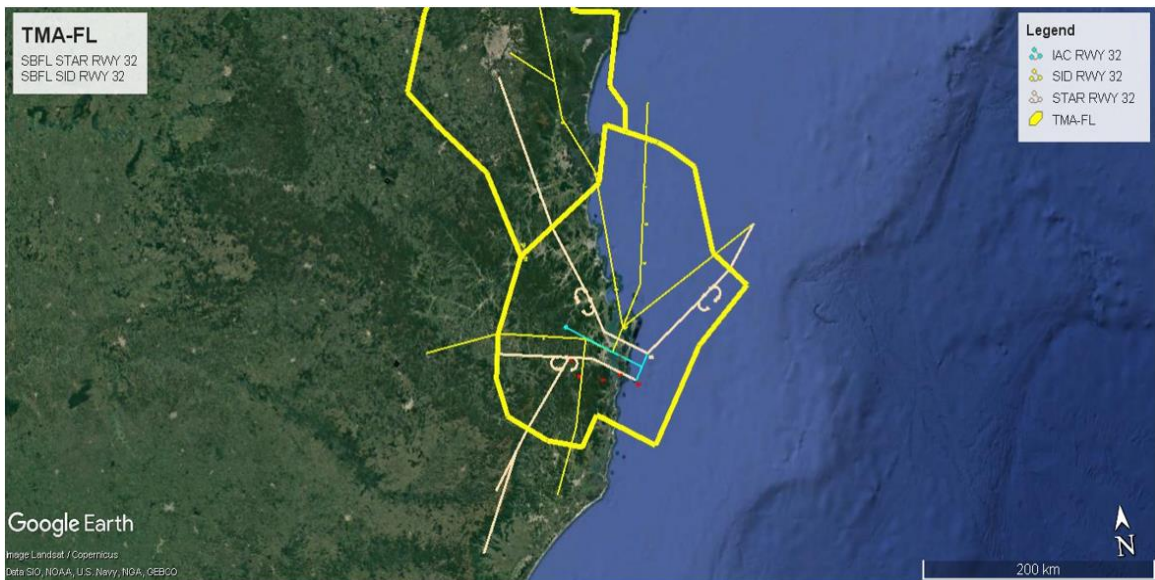 TMA-FL
SBFL STAR RWY 32
SBFL SID RWY 32
Legend
IAC RWY 32
SID RWY 32
STAR RWY 32
TMA-FL
Google Earth
Image Landsat / Copernicus
Data SIO, NOAA, U.S. Navy, NGA, GEBCO
N
200 km